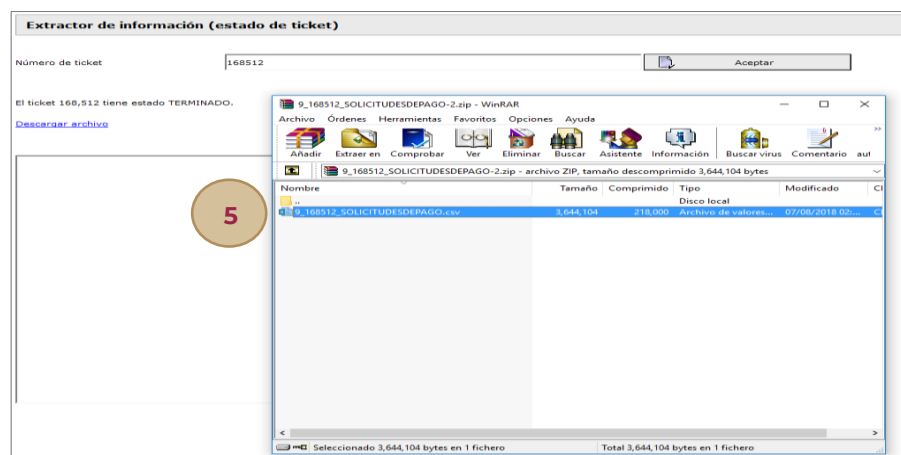 Extractor de información (estado de ticket)
Número de ticket 168512 Aceptar
El ticket 168,512 tiene estado TERMINADO.
Descargar archivo
9_168512_SOLICITUDESDEPAGO-2.zip - WinRAR
Archivo Órdenes Herramientas Favoritos Opciones Ayuda
Añadir Extraer en Comprobar Ver Eliminar Buscar Asistente Información Buscar virus Comentario aut
9_168512_SOLICITUDESDEPAGO-2.zip - archivo ZIP, tamaño descomprimido 3,644,104 bytes
Nombre Tamaño Comprimido Tipo Modificado CI
.. Disco local
9_168512_SOLICITUDESDEPAGO.csv 3,644,104 218,000 Archivo de valores... 07/08/2018 02:...
5
Seleccionado 3,644,104 bytes en 1 fichero Total 3,644,104 bytes en 1 fichero